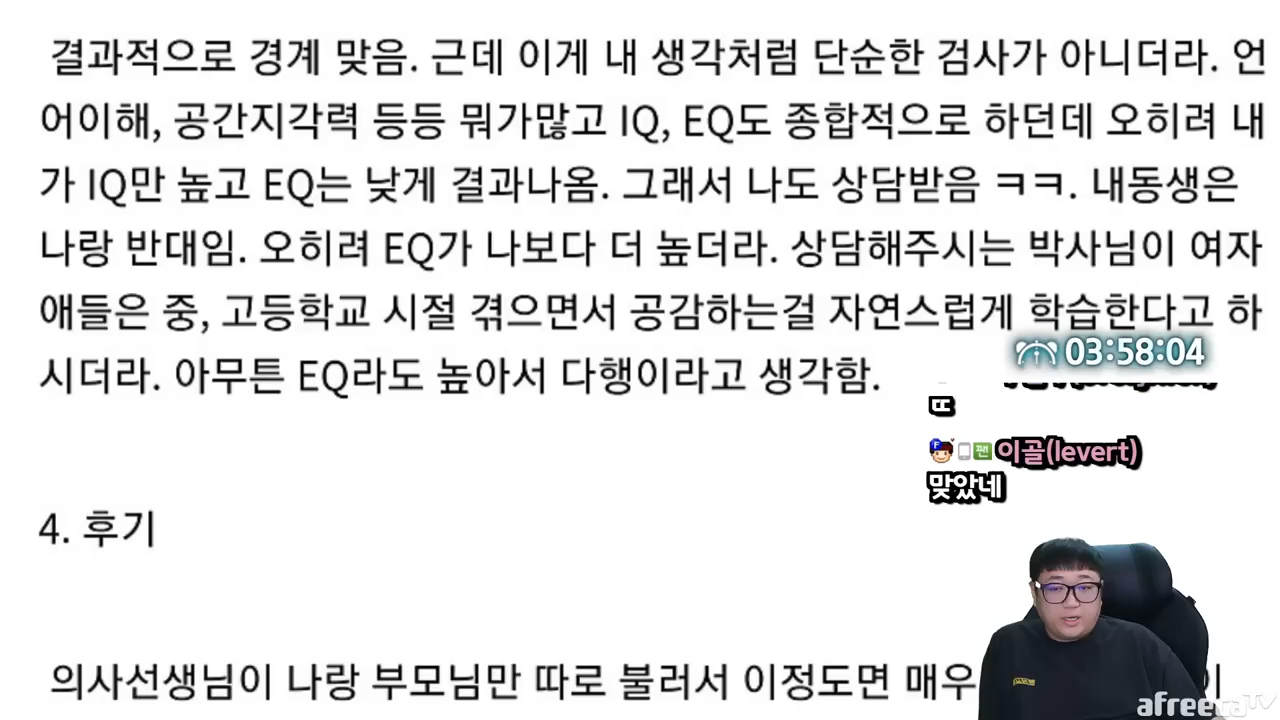 결과적으로 경계 맞음. 근데 이게 내 생각처럼 단순한 검사가 아니더라. 언
어이해, 공간지각력 등등 뭐가많고 IQ, EQ도 종합적으로 하던데 오히려 내
가 IQ만 높고 EQ는 낮게 결과나옴. 그래서 나도 상담받음 ㅋㅋ. 내동생은
나랑 반대임. 오히려 EQ가 나보다 더 높더라. 상담해주시는 박사님이 여자
애들은 중, 고등학교 시절 겪으면서 공감하는걸 자연스럽게 학습한다고 하
시더라. 아무튼 EQ라도 높아서 다행이라고 생각함.
03:58:04
ㄸ
팬 이골(levert)
맞았네
4. 후기
의사선생님이 나랑 부모님만 따로 불러서 이정도면 매우
afreecaTV